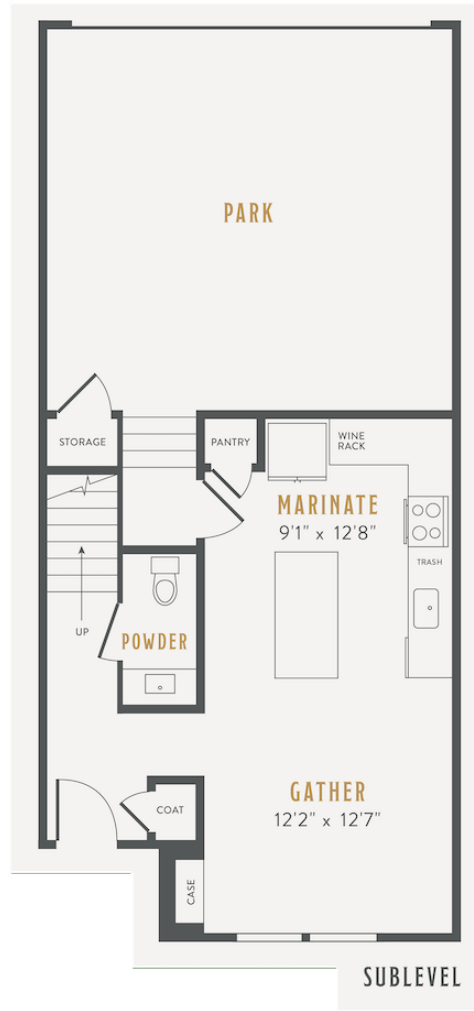 PARK
STORAGE
PANTRY
WINE
RACK
MARINATE
9'1" x 12'8"
TRASH
UP
POWDER
GATHER
12'2" x 12'7"
COAT
CASE
SUBLEVEL